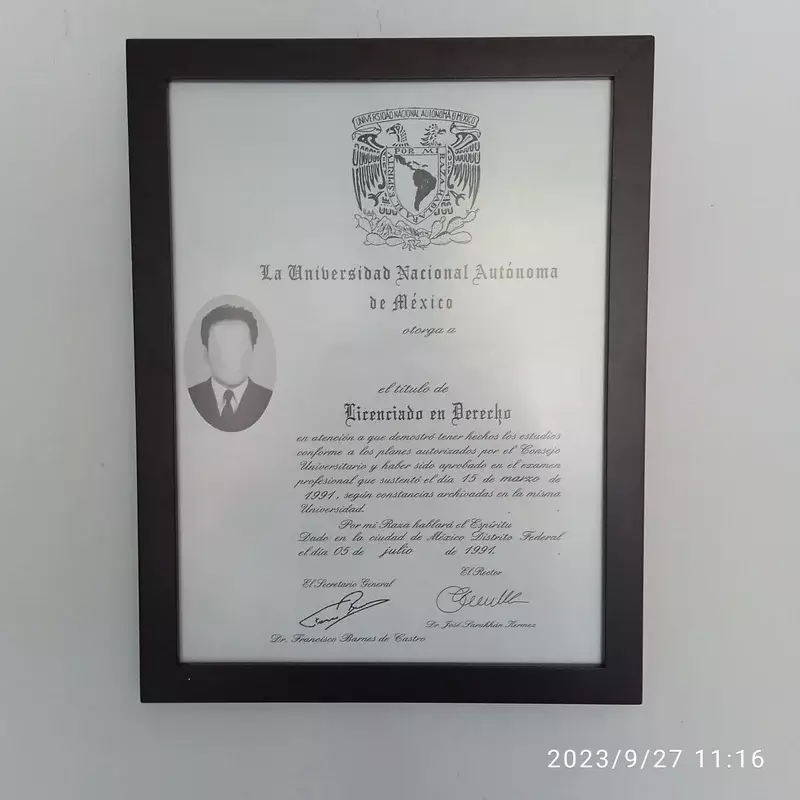 UNIVERSIDAD NACIONAL AUTÓNOMA D MEXICO
POR MI RAZA HABLARA EL ESPIRITU
La Universidad Nacional Autónoma
de México
otorga a
el título de
Licenciado en Derecho
en atención a que demostró tener hechos los estudios
conforme a los planes autorizados por el Consejo
Universitario y haber sido aprobado en el examen
profesional que sustentó el día 15 de marzo de
1991, según constancias archivadas en la misma
Universidad.
Por mi Raza hablará el Espíritu
Dado en la ciudad de México Distrito Federal
el día 05 de julio de 1991.
El Rector
El Secretario General
Dr. José Sarukhán Kermez
Dr. Francisco Barnes de Castro
2023/9/27 11:16